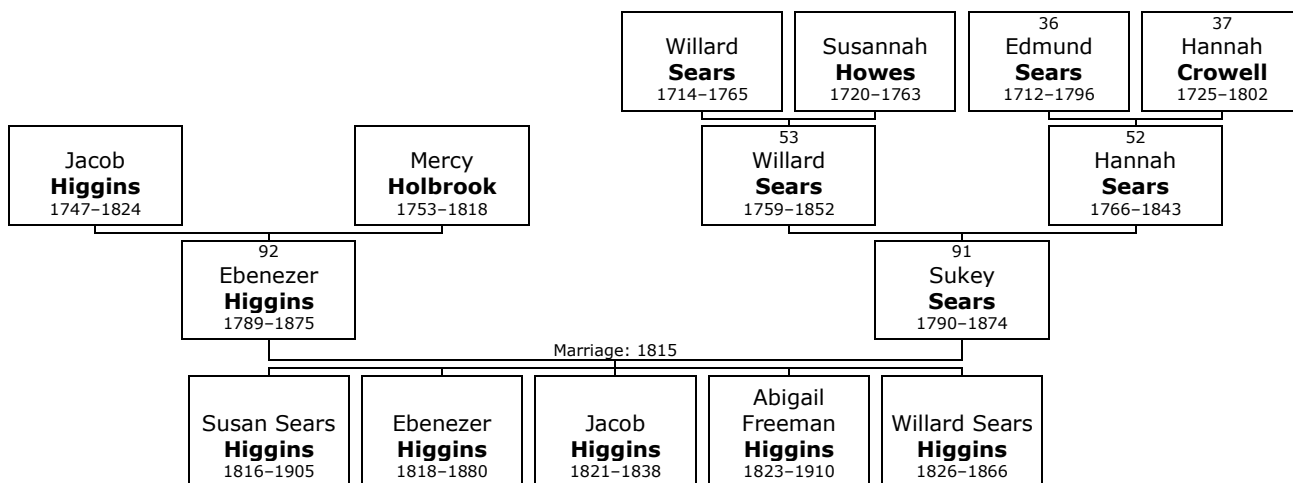 Willard
Sears
1714–1765
Susannah
Howes
1720–1763
36
Edmund
Sears
1712–1796
37
Hannah
Crowell
1725–1802
Jacob
Higgins
1747–1824
Mercy
Holbrook
1753–1818
53
Willard
Sears
1759–1852
52
Hannah
Sears
1766–1843
92
Ebenezer
Higgins
1789–1875
91
Sukey
Sears
1790–1874
Marriage: 1815
Susan Sears
Higgins
1816–1905
Ebenezer
Higgins
1818–1880
Jacob
Higgins
1821–1838
Abigail
Freeman
Higgins
1823–1910
Willard Sears
Higgins
1826–1866